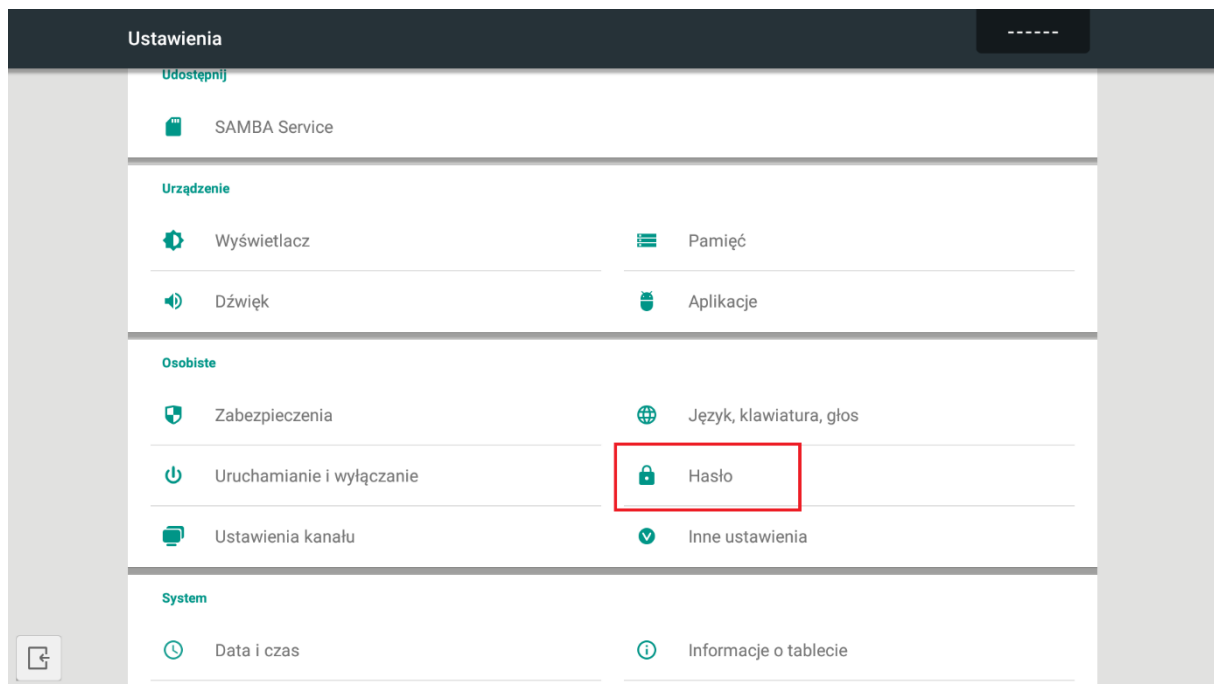 Ustawienia
------
Udostępnij
SAMBA Service
Urządzenie
Wyświetlacz
Pamięć
Dźwięk
Aplikacje
Osobiste
Zabezpieczenia
Język, klawiatura, głos
Uruchamianie i wyłączanie
Hasło
Ustawienia kanału
Inne ustawienia
System
Data i czas
Informacje o tablecie